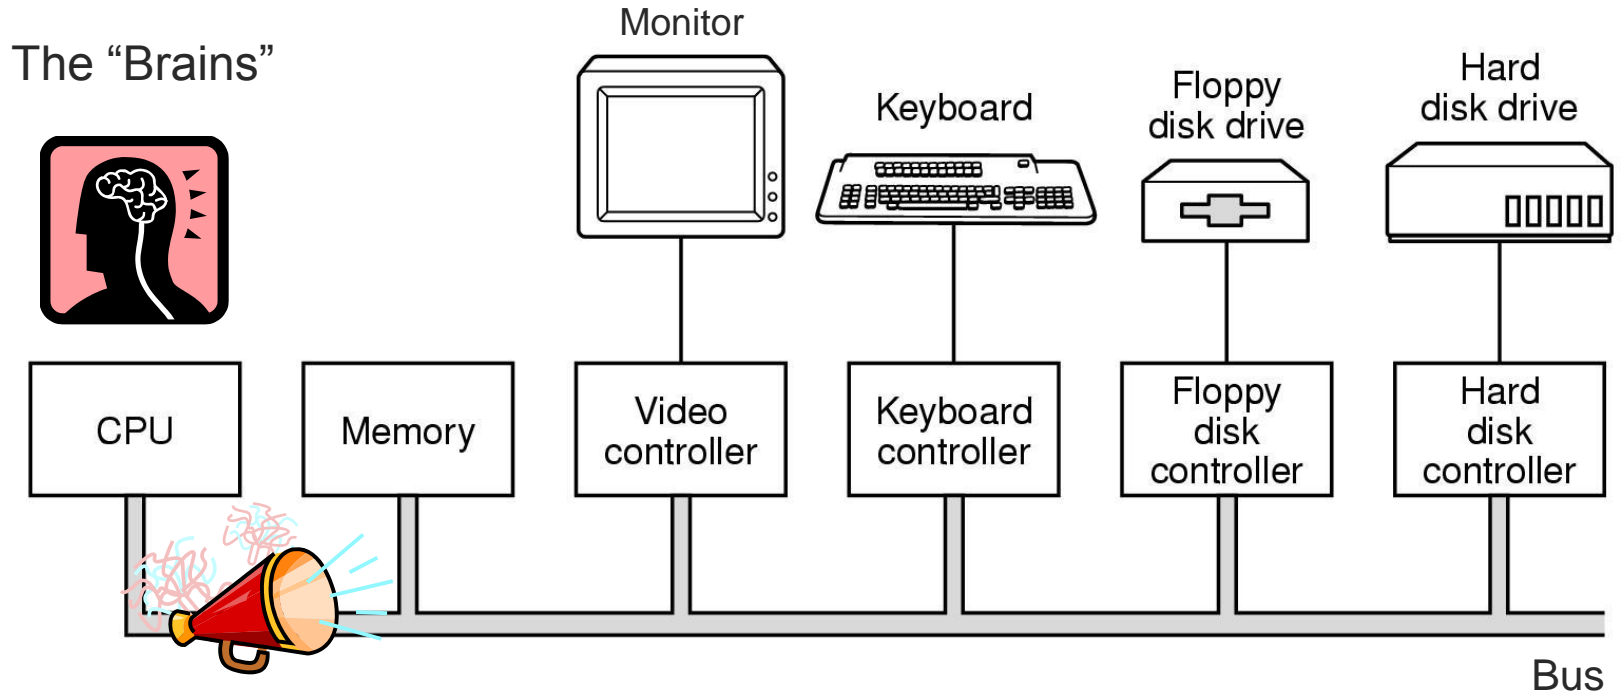 The “Brains”
Monitor
Keyboard
Floppy
disk drive
Hard
disk drive
CPU
Memory
Video
controller
Keyboard
controller
Floppy
disk
controller
Hard
disk
controller
Bus